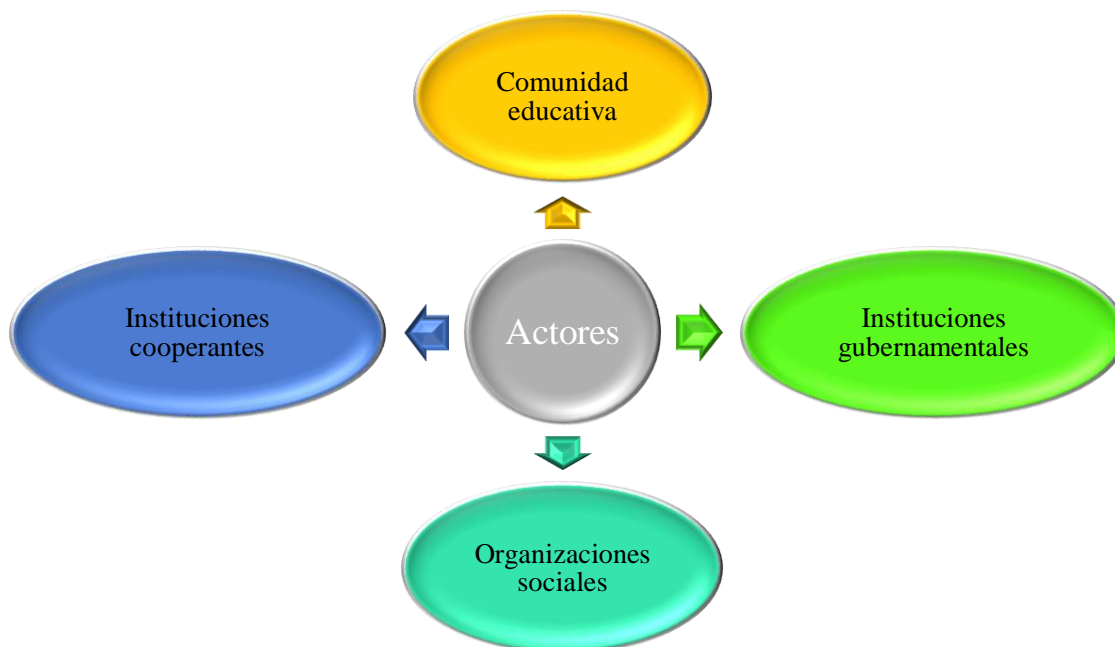 Comunidad
educativa
Instituciones
cooperantes
Actores
Instituciones
gubernamentales
Organizaciones
sociales